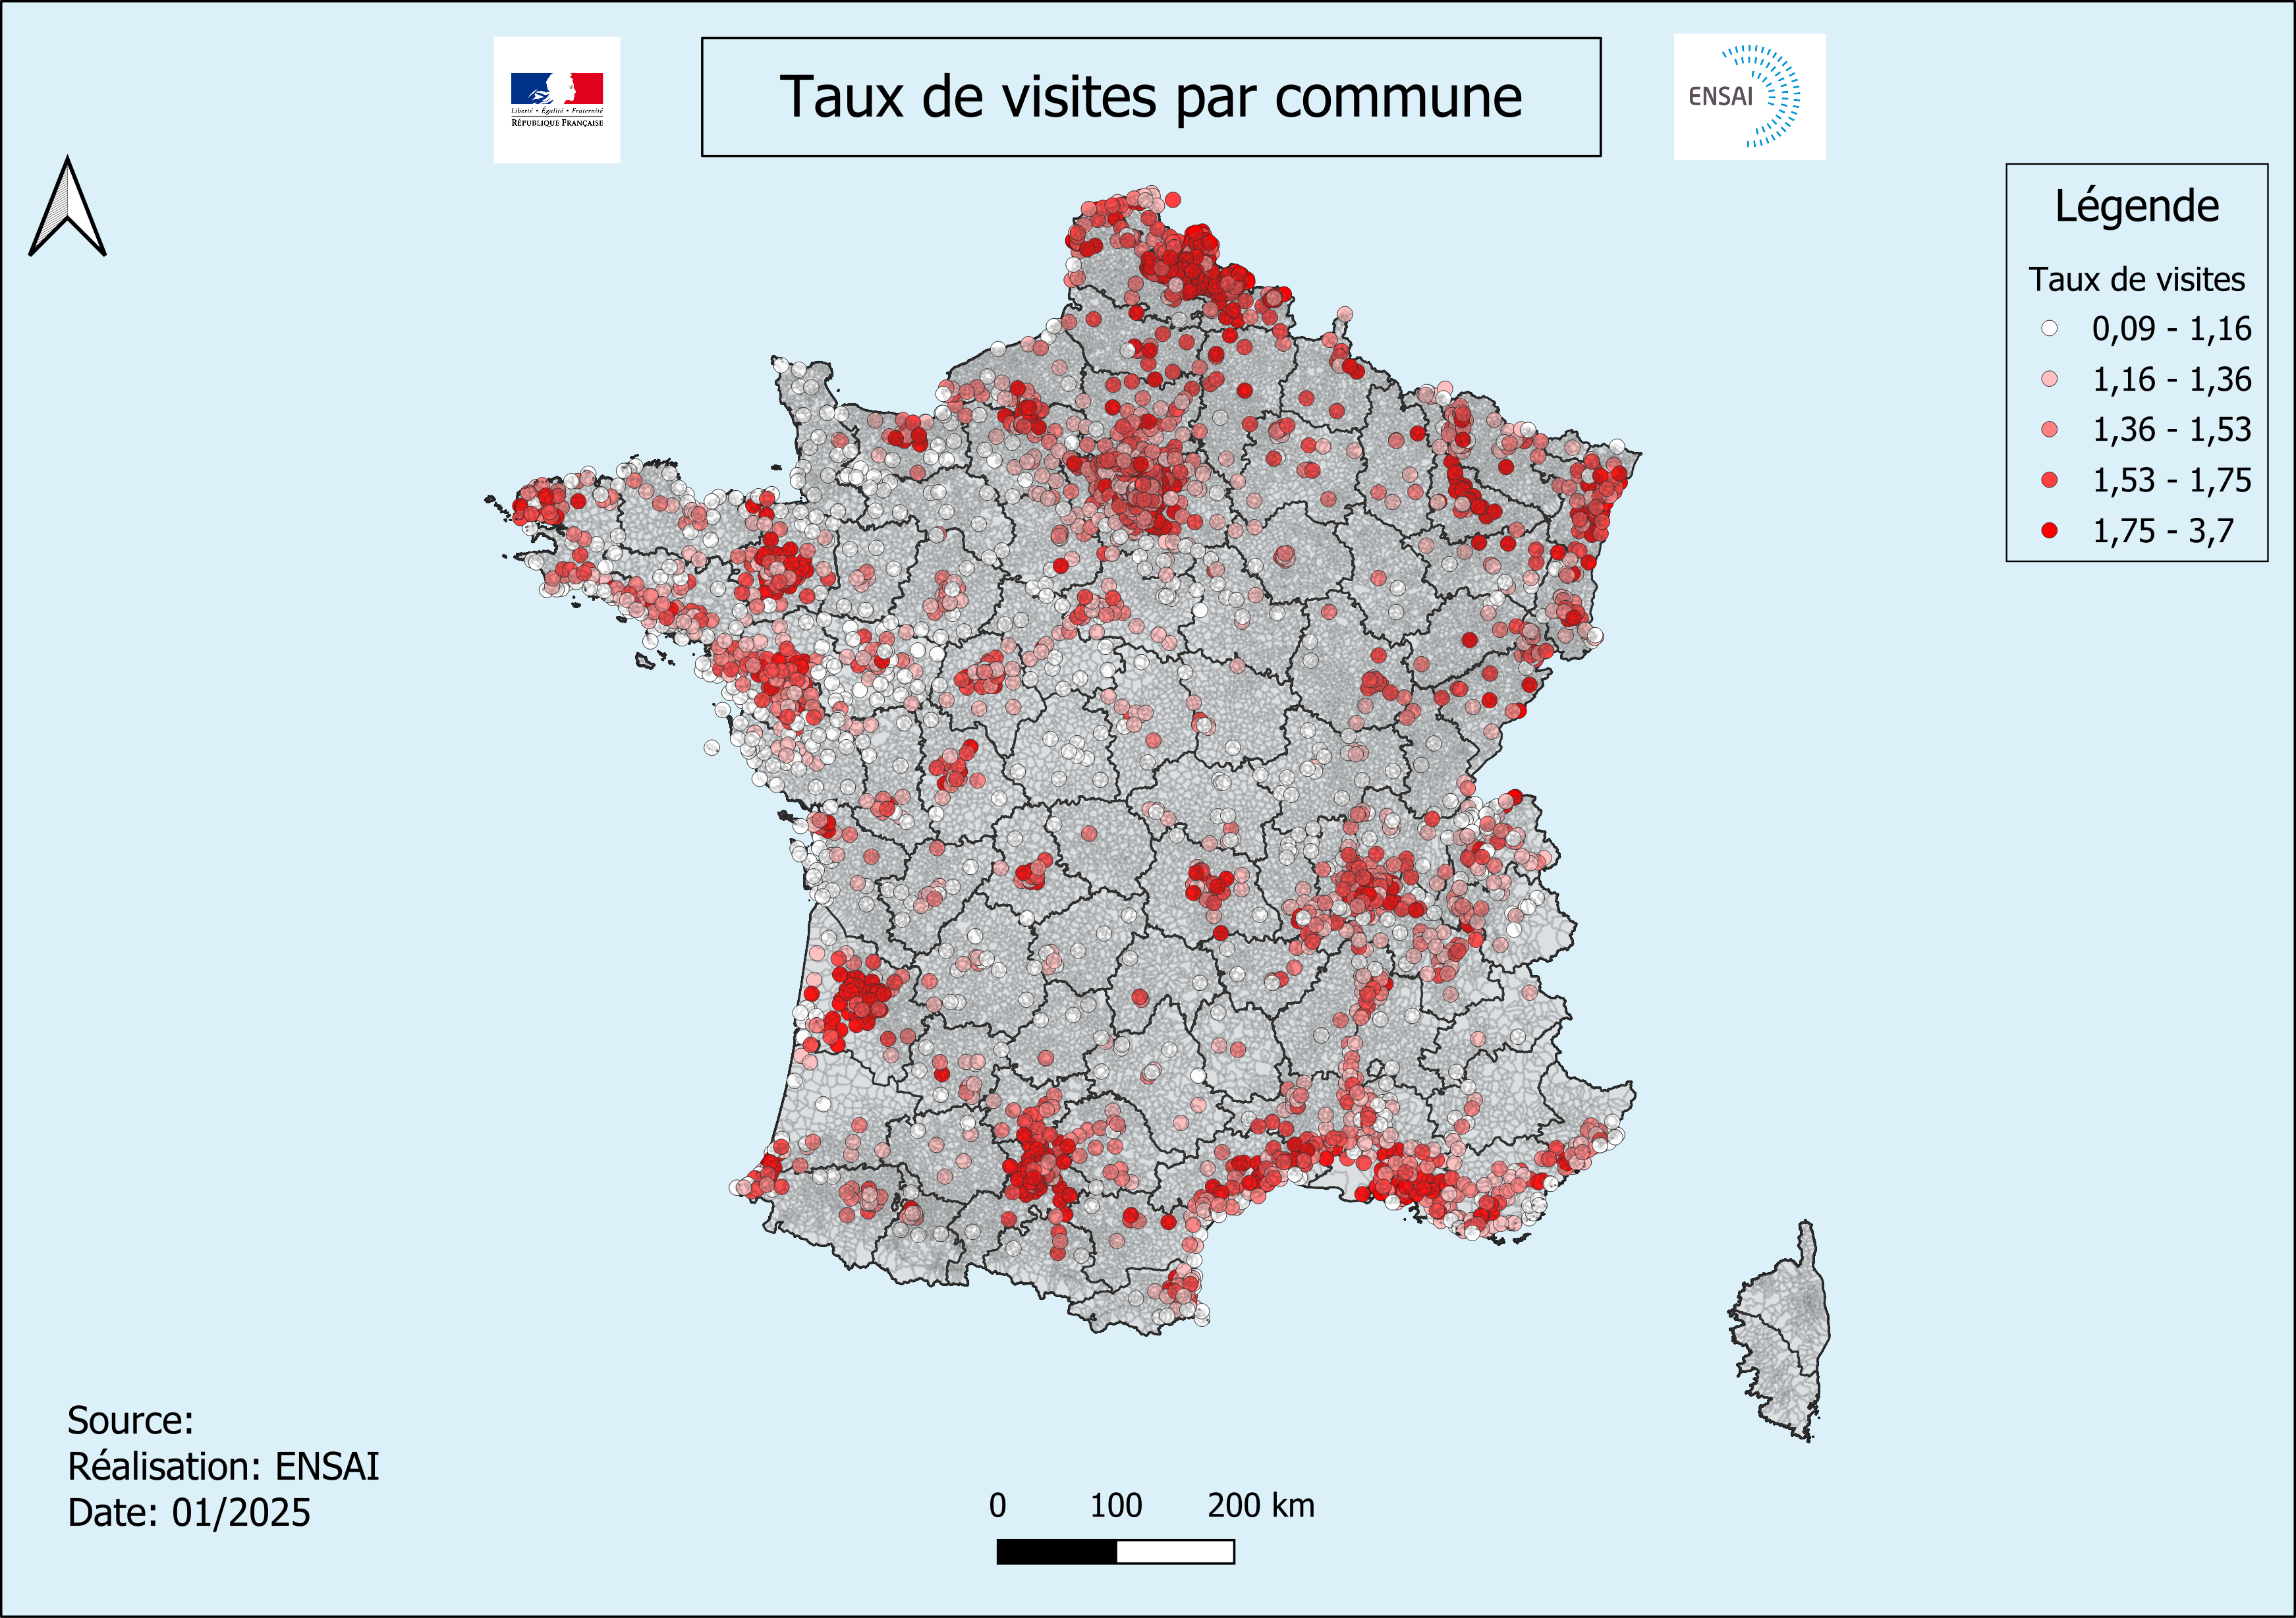 Liberté • Égalité • Fraternité
RÉPUBLIQUE FRANÇAISE
Taux de visites par commune
ENSAI
Légende
Taux de visites
0,09 - 1,16
1,16 - 1,36
1,36 - 1,53
1,53 - 1,75
1,75 - 3,7
Source:
Réalisation: ENSAI
Date: 01/2025
0 100 200 km